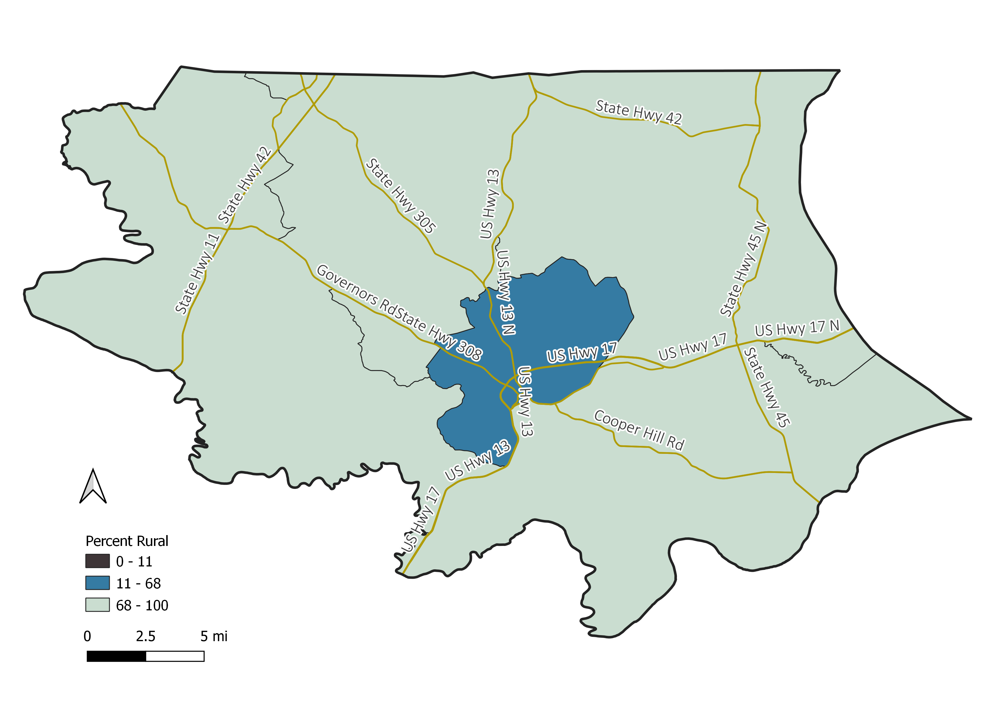 State Hwy 42
State Hwy 42
State Hwy 305
US Hwy 13
State Hwy 45 N
State Hwy 11
US Hwy 13 N
Governors Rd
State Hwy 308
US Hwy 17 N
US Hwy 17
US Hwy 17
State Hwy 45
US Hwy 13
Cooper Hill Rd
US Hwy 13
US Hwy 17
Percent Rural
0 - 11
11 - 68
68 - 100
0 2.5 5 mi